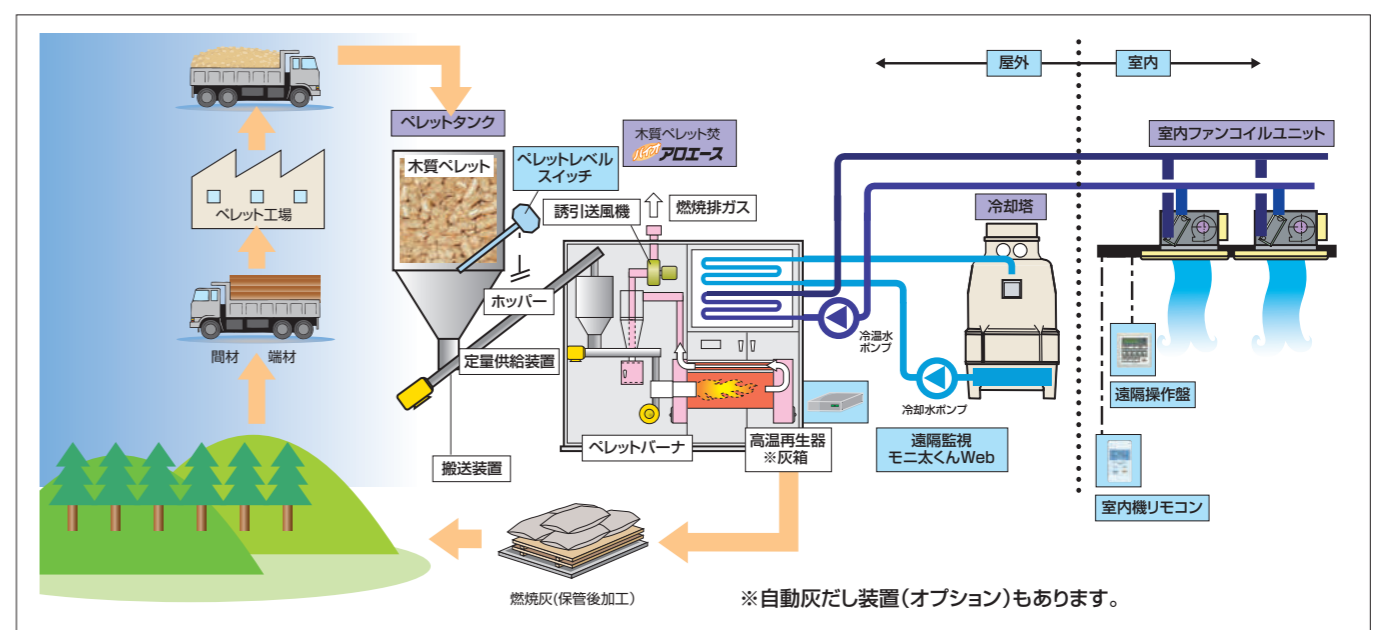 屋外
室内
ペレットタンク
木質ペレット焚
アロエース
室内ファンコイルユニット
木質ペレット
ペレットレベル
スイッチ
誘引送風機
燃焼排ガス
冷却塔
ペレット工場
ホッパー
冷温水
ポンプ
間材 端材
定量供給装置
遠隔操作盤
冷却水ポンプ
ペレットバーナ
高温再生器
※灰箱
遠隔監視
モニ太くんWeb
搬送装置
室内機リモコン
燃焼灰(保管後加工)
※自動灰だし装置(オプション)もあります。